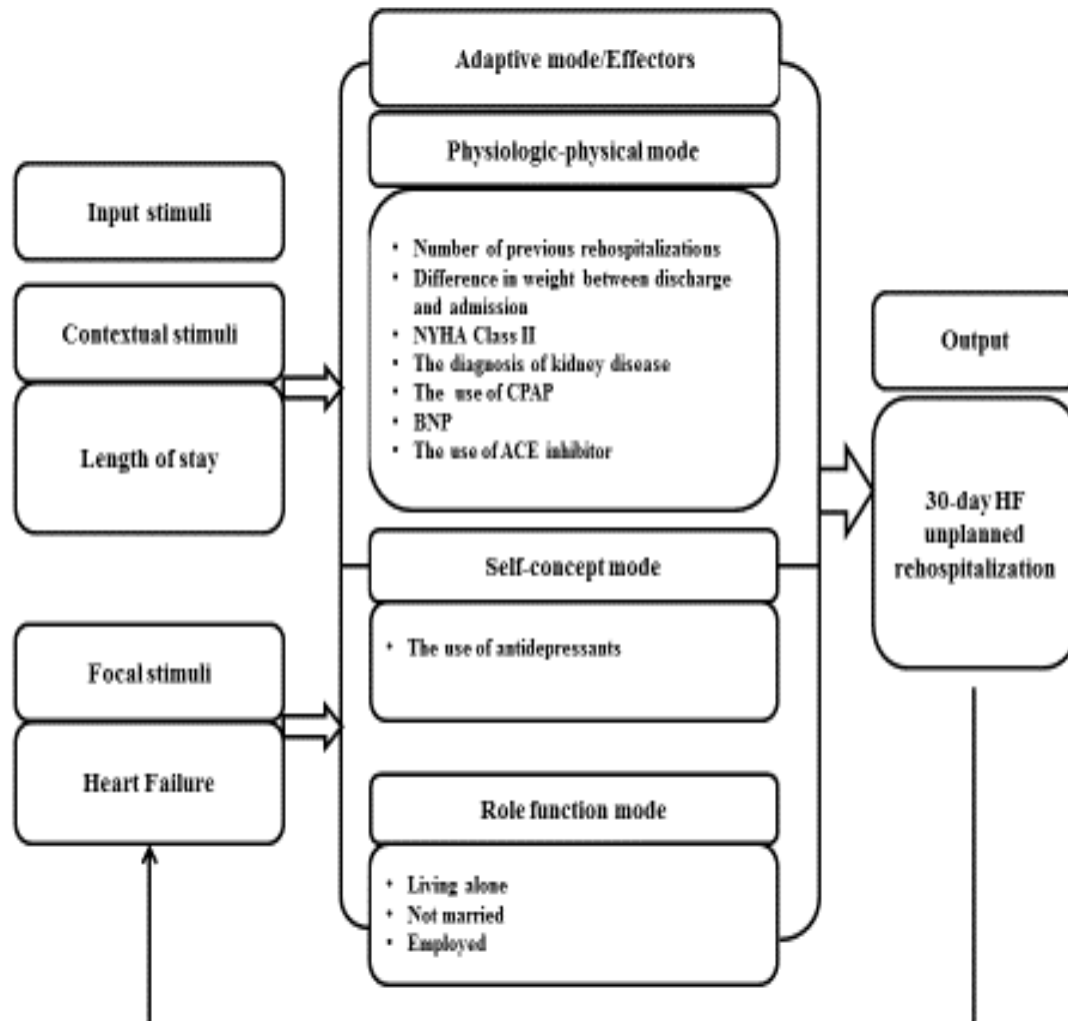 Input stimuli
Contextual stimuli
Length of stay
Focal stimuli
Heart Failure
Adaptive mode/Effectors
Physiologic-physical mode
• Number of previous rehospitalizations
• Difference in weight between discharge
and admission
• NYHA Class II
• The diagnosis of kidney disease
• The use of CPAP
• BNP
• The use of ACE inhibitor
Self-concept mode
• The use of antidepressants
Role function mode
• Living alone
• Not married
• Employed
Output
30-day HF
unplanned
rehospitalization